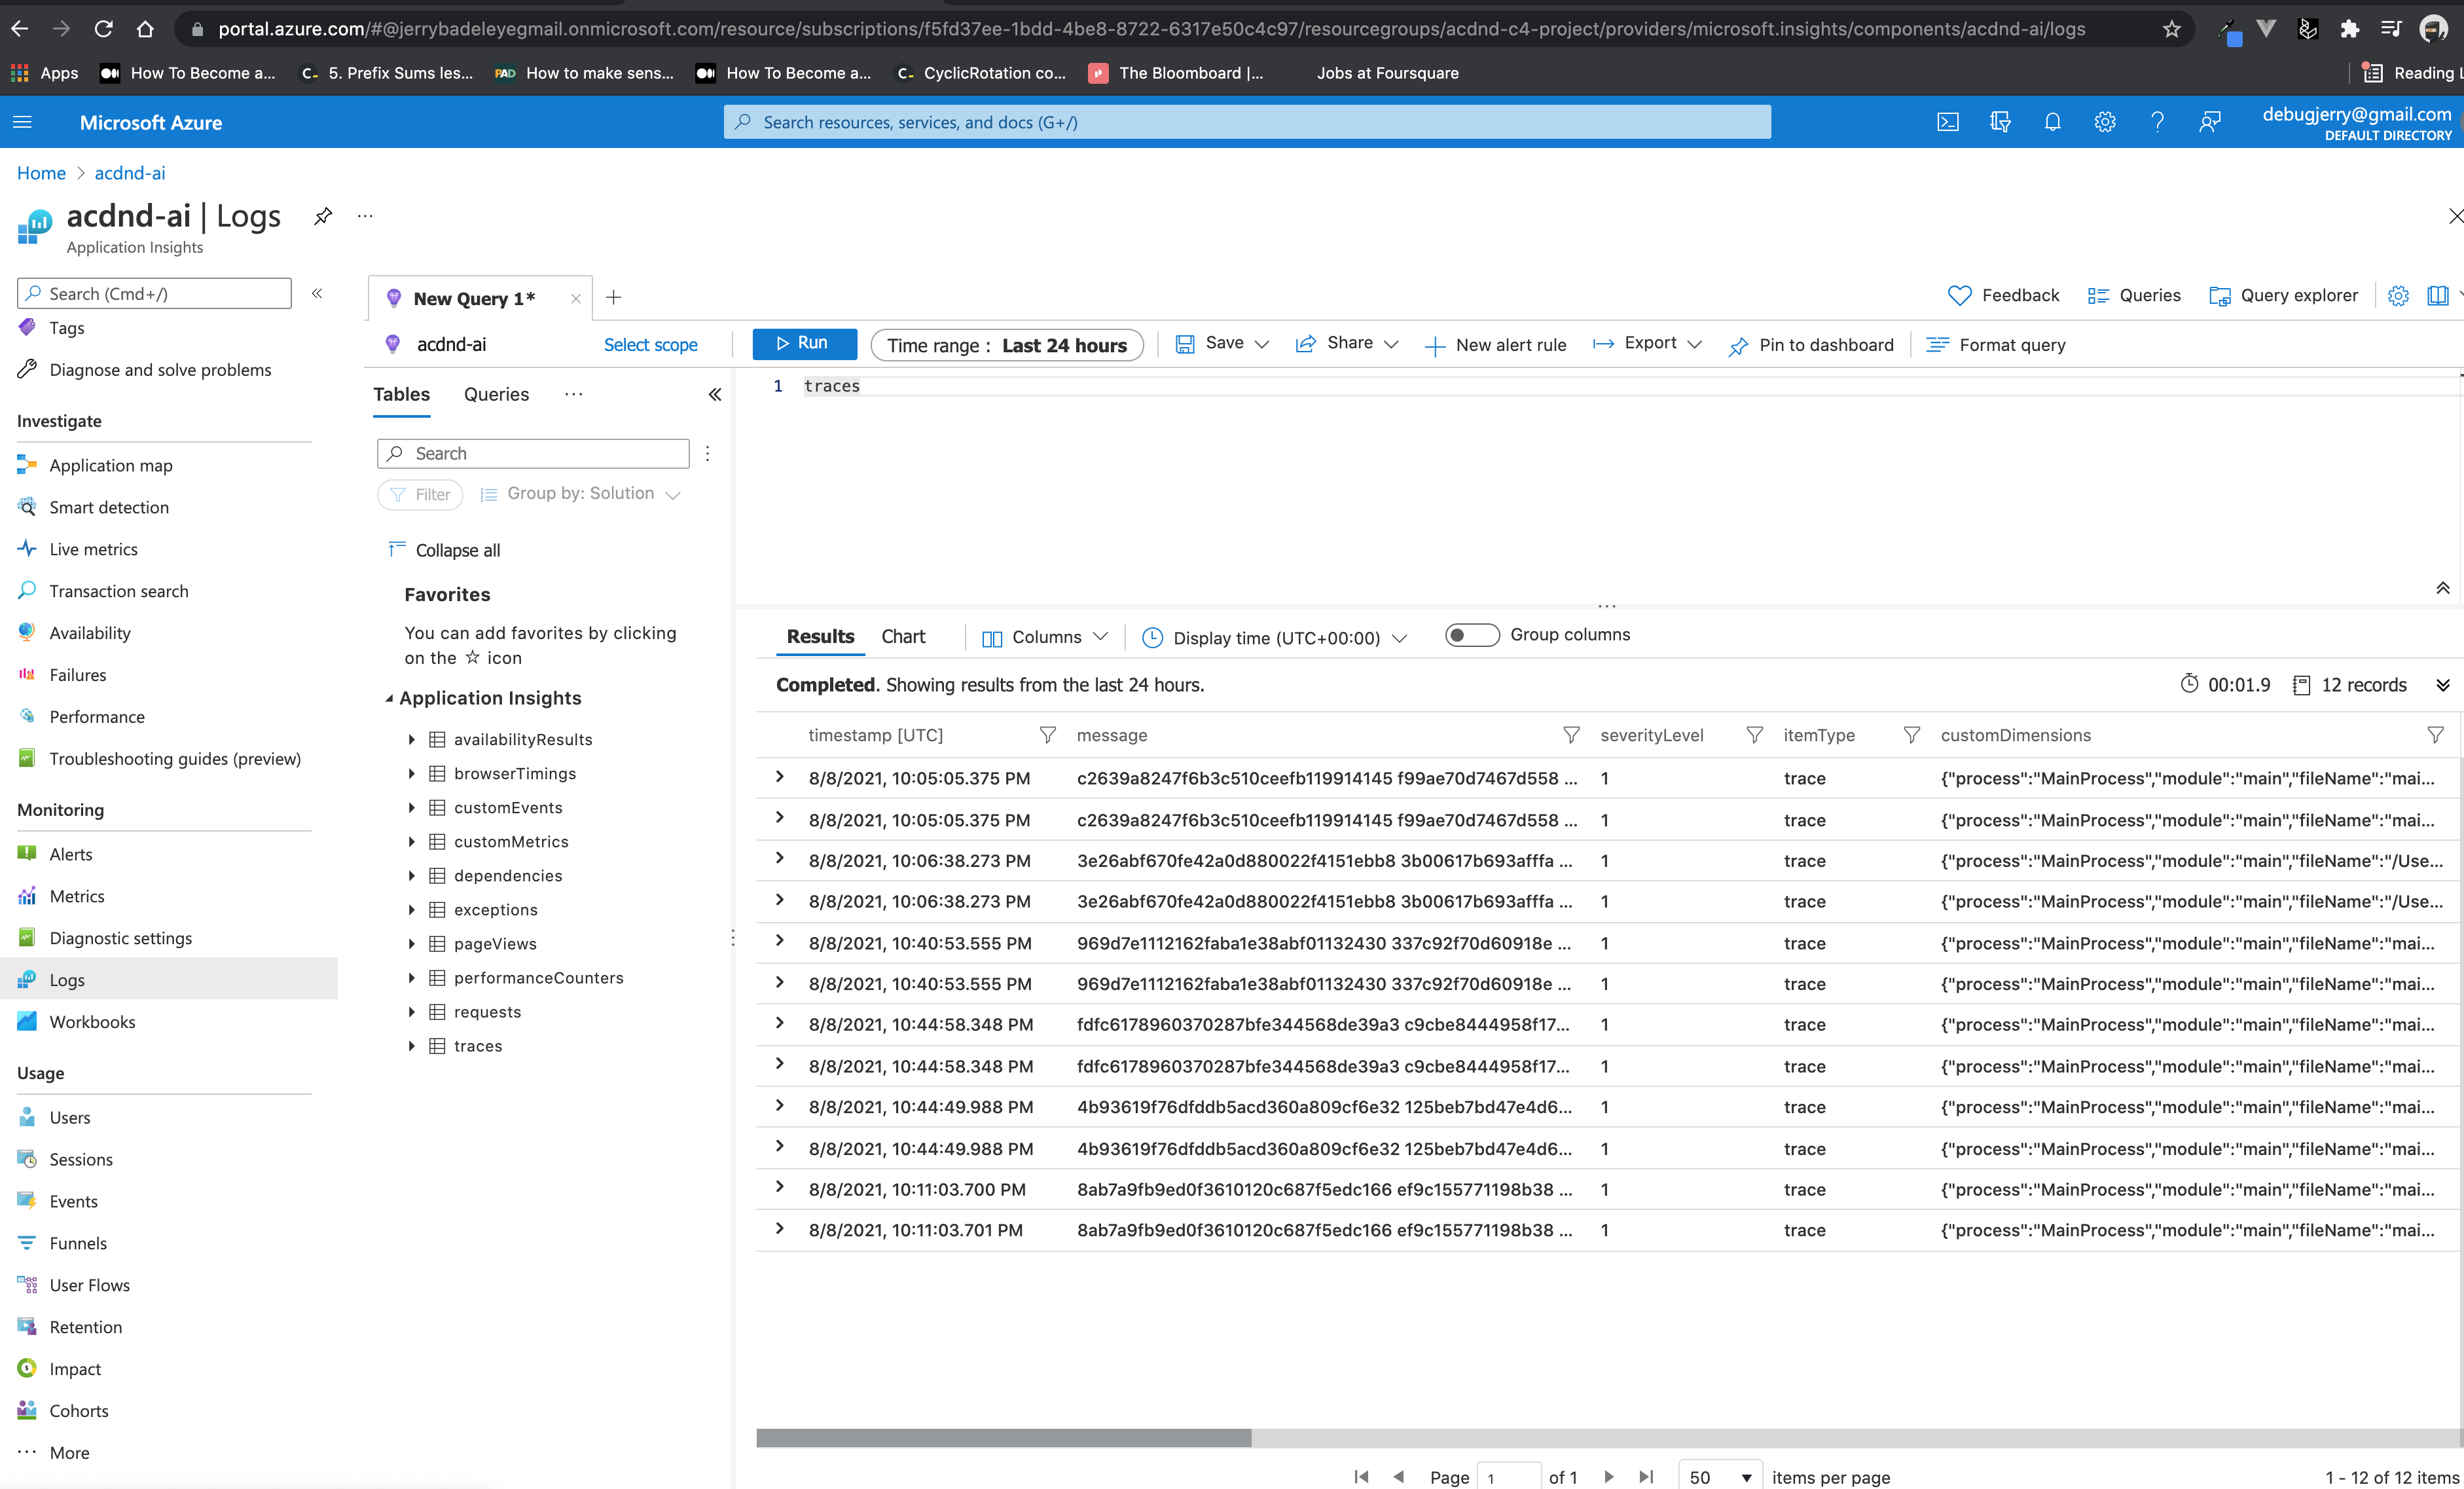 portal.azure.com/#@jerrybadeleyegmail.onmicrosoft.com/resource/subscriptions/f5fd37ee-1bdd-4be8-8722-6317e50c4c97/resourcegroups/acdnd-c4-project/providers/microsoft.insights/components/acdnd-ai/logs
Apps How To Become a... C- 5. Prefix Sums les... PAD How to make sens... How To Become a... C- CyclicRotation co... The Bloomboard |... Jobs at Foursquare Reading
Microsoft Azure Search resources, services, and docs (G+/) debugjerry@gmail.com
DEFAULT DIRECTORY
Home > acdnd-ai
acdnd-ai | Logs ...
Application Insights
Search (Cmd+/) «
Tags
Diagnose and solve problems
Investigate
Application map
Smart detection
Live metrics
Transaction search
Availability
Failures
Performance
Troubleshooting guides (preview)
Monitoring
Alerts
Metrics
Diagnostic settings
Logs
Workbooks
Usage
Users
Sessions
Events
Funnels
User Flows
Retention
Impact
Cohorts
... More
New Query 1* × + Feedback Queries Query explorer
acdnd-ai Select scope Run Time range : Last 24 hours Save Share New alert rule Export Pin to dashboard Format query
Tables Queries ... «
Search
Filter Group by: Solution
Collapse all
Favorites
You can add favorites by clicking
on the ☆ icon
Application Insights
availabilityResults
browserTimings
customEvents
customMetrics
dependencies
exceptions
pageViews
performanceCounters
requests
traces
1 traces
Results Chart Columns Display time (UTC+00:00) Group columns
Completed. Showing results from the last 24 hours. 00:01.9 12 records
timestamp [UTC] message severityLevel itemType customDimensions
8/8/2021, 10:05:05.375 PM c2639a8247f6b3c510ceefb119914145 f99ae70d7467d558 ... 1 trace {"process":"MainProcess","module":"main","fileName":"mai...
8/8/2021, 10:05:05.375 PM c2639a8247f6b3c510ceefb119914145 f99ae70d7467d558 ... 1 trace {"process":"MainProcess","module":"main","fileName":"mai...
8/8/2021, 10:06:38.273 PM 3e26abf670fe42a0d880022f4151ebb8 3b00617b693afffa ... 1 trace {"process":"MainProcess","module":"main","fileName":"/Use...
8/8/2021, 10:06:38.273 PM 3e26abf670fe42a0d880022f4151ebb8 3b00617b693afffa ... 1 trace {"process":"MainProcess","module":"main","fileName":"/Use...
8/8/2021, 10:40:53.555 PM 969d7e1112162faba1e38abf01132430 337c92f70d60918e ... 1 trace {"process":"MainProcess","module":"main","fileName":"mai...
8/8/2021, 10:40:53.555 PM 969d7e1112162faba1e38abf01132430 337c92f70d60918e ... 1 trace {"process":"MainProcess","module":"main","fileName":"mai...
8/8/2021, 10:44:58.348 PM fdfc6178960370287bfe344568de39a3 c9cbe8444958f17... 1 trace {"process":"MainProcess","module":"main","fileName":"mai...
8/8/2021, 10:44:58.348 PM fdfc6178960370287bfe344568de39a3 c9cbe8444958f17... 1 trace {"process":"MainProcess","module":"main","fileName":"mai...
8/8/2021, 10:44:49.988 PM 4b93619f76dfddb5acd360a809cf6e32 125beb7bd47e4d6... 1 trace {"process":"MainProcess","module":"main","fileName":"mai...
8/8/2021, 10:44:49.988 PM 4b93619f76dfddb5acd360a809cf6e32 125beb7bd47e4d6... 1 trace {"process":"MainProcess","module":"main","fileName":"mai...
8/8/2021, 10:11:03.700 PM 8ab7a9fb9ed0f3610120c687f5edc166 ef9c155771198b38 ... 1 trace {"process":"MainProcess","module":"main","fileName":"mai...
8/8/2021, 10:11:03.701 PM 8ab7a9fb9ed0f3610120c687f5edc166 ef9c155771198b38 ... 1 trace {"process":"MainProcess","module":"main","fileName":"mai...
Page 1 of 1 50 items per page 1 - 12 of 12 items